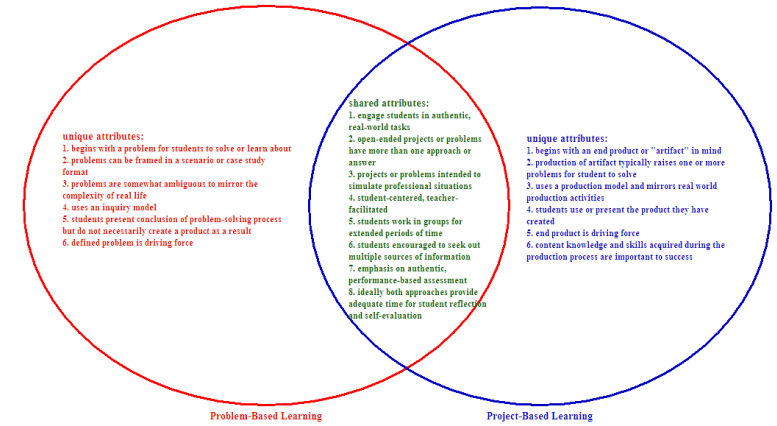 unique attributes:
1. begins with a problem for students to solve or learn about
2. problems can be framed in a scenario or case study
format
3. problems are somewhat ambiguous to mirror the
complexity of real life
4. uses an inquiry model
5. students present conclusion of problem-solving process
but do not necessarily create a product as a result
6. defined problem is driving force
shared attributes:
1. engage students in authentic,
real-world tasks
2. open-ended projects or problems
have more than one approach or
answer
3. projects or problems intended to
simulate professional situations
4. student-centered, teacher-
facilitated
5. students work in groups for
extended periods of time
6. students encouraged to seek out
multiple sources of information
7. emphasis on authentic,
performance-based assessment
8. ideally both approaches provide
adequate time for student reflection
and self-evaluation
unique attributes:
1. begins with an end product or "artifact" in mind
2. production of artifact typically raises one or more
problems for student to solve
3. uses a production model and mirrors real world
production activities
4. students use or present the product they have
created
5. end product is driving force
6. content knowledge and skills acquired during the
production process are important to success
Problem-Based Learning
Project-Based Learning